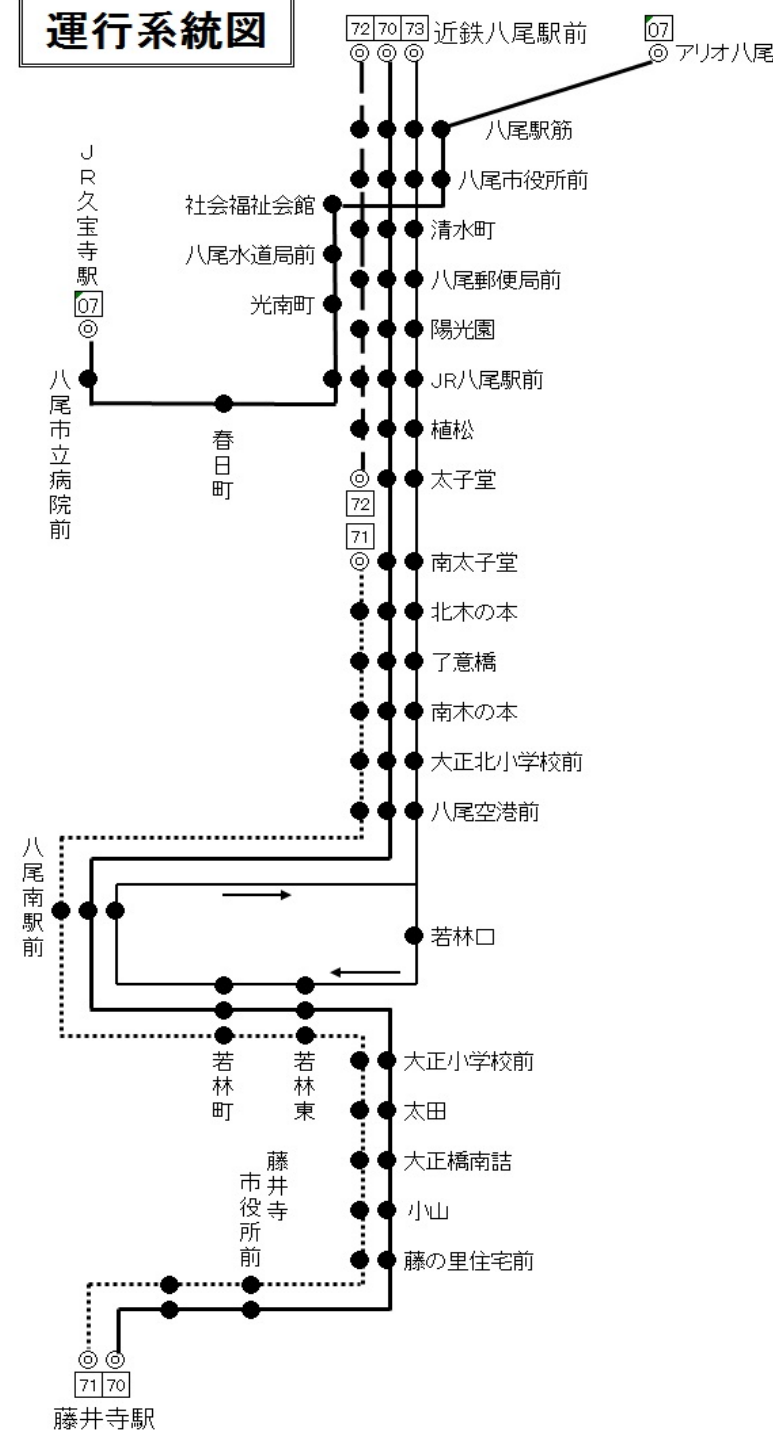 運行系統図
72 70 73 近鉄八尾駅前
07
アリオ八尾
八尾駅筋
八尾市役所前
社会福祉会館
清水町
八尾水道局前
八尾郵便局前
光南町
陽光園
JR久宝寺駅
07
JR八尾駅前
八尾市立病院前
春日町
植松
太子堂
72
71
南太子堂
北木の本
了意橋
南木の本
大正北小学校前
八尾空港前
八尾南駅前
若林口
若林町
若林東
大正小学校前
太田
大正橋南詰
小山
藤井寺
市役所前
藤の里住宅前
71 70
藤井寺駅